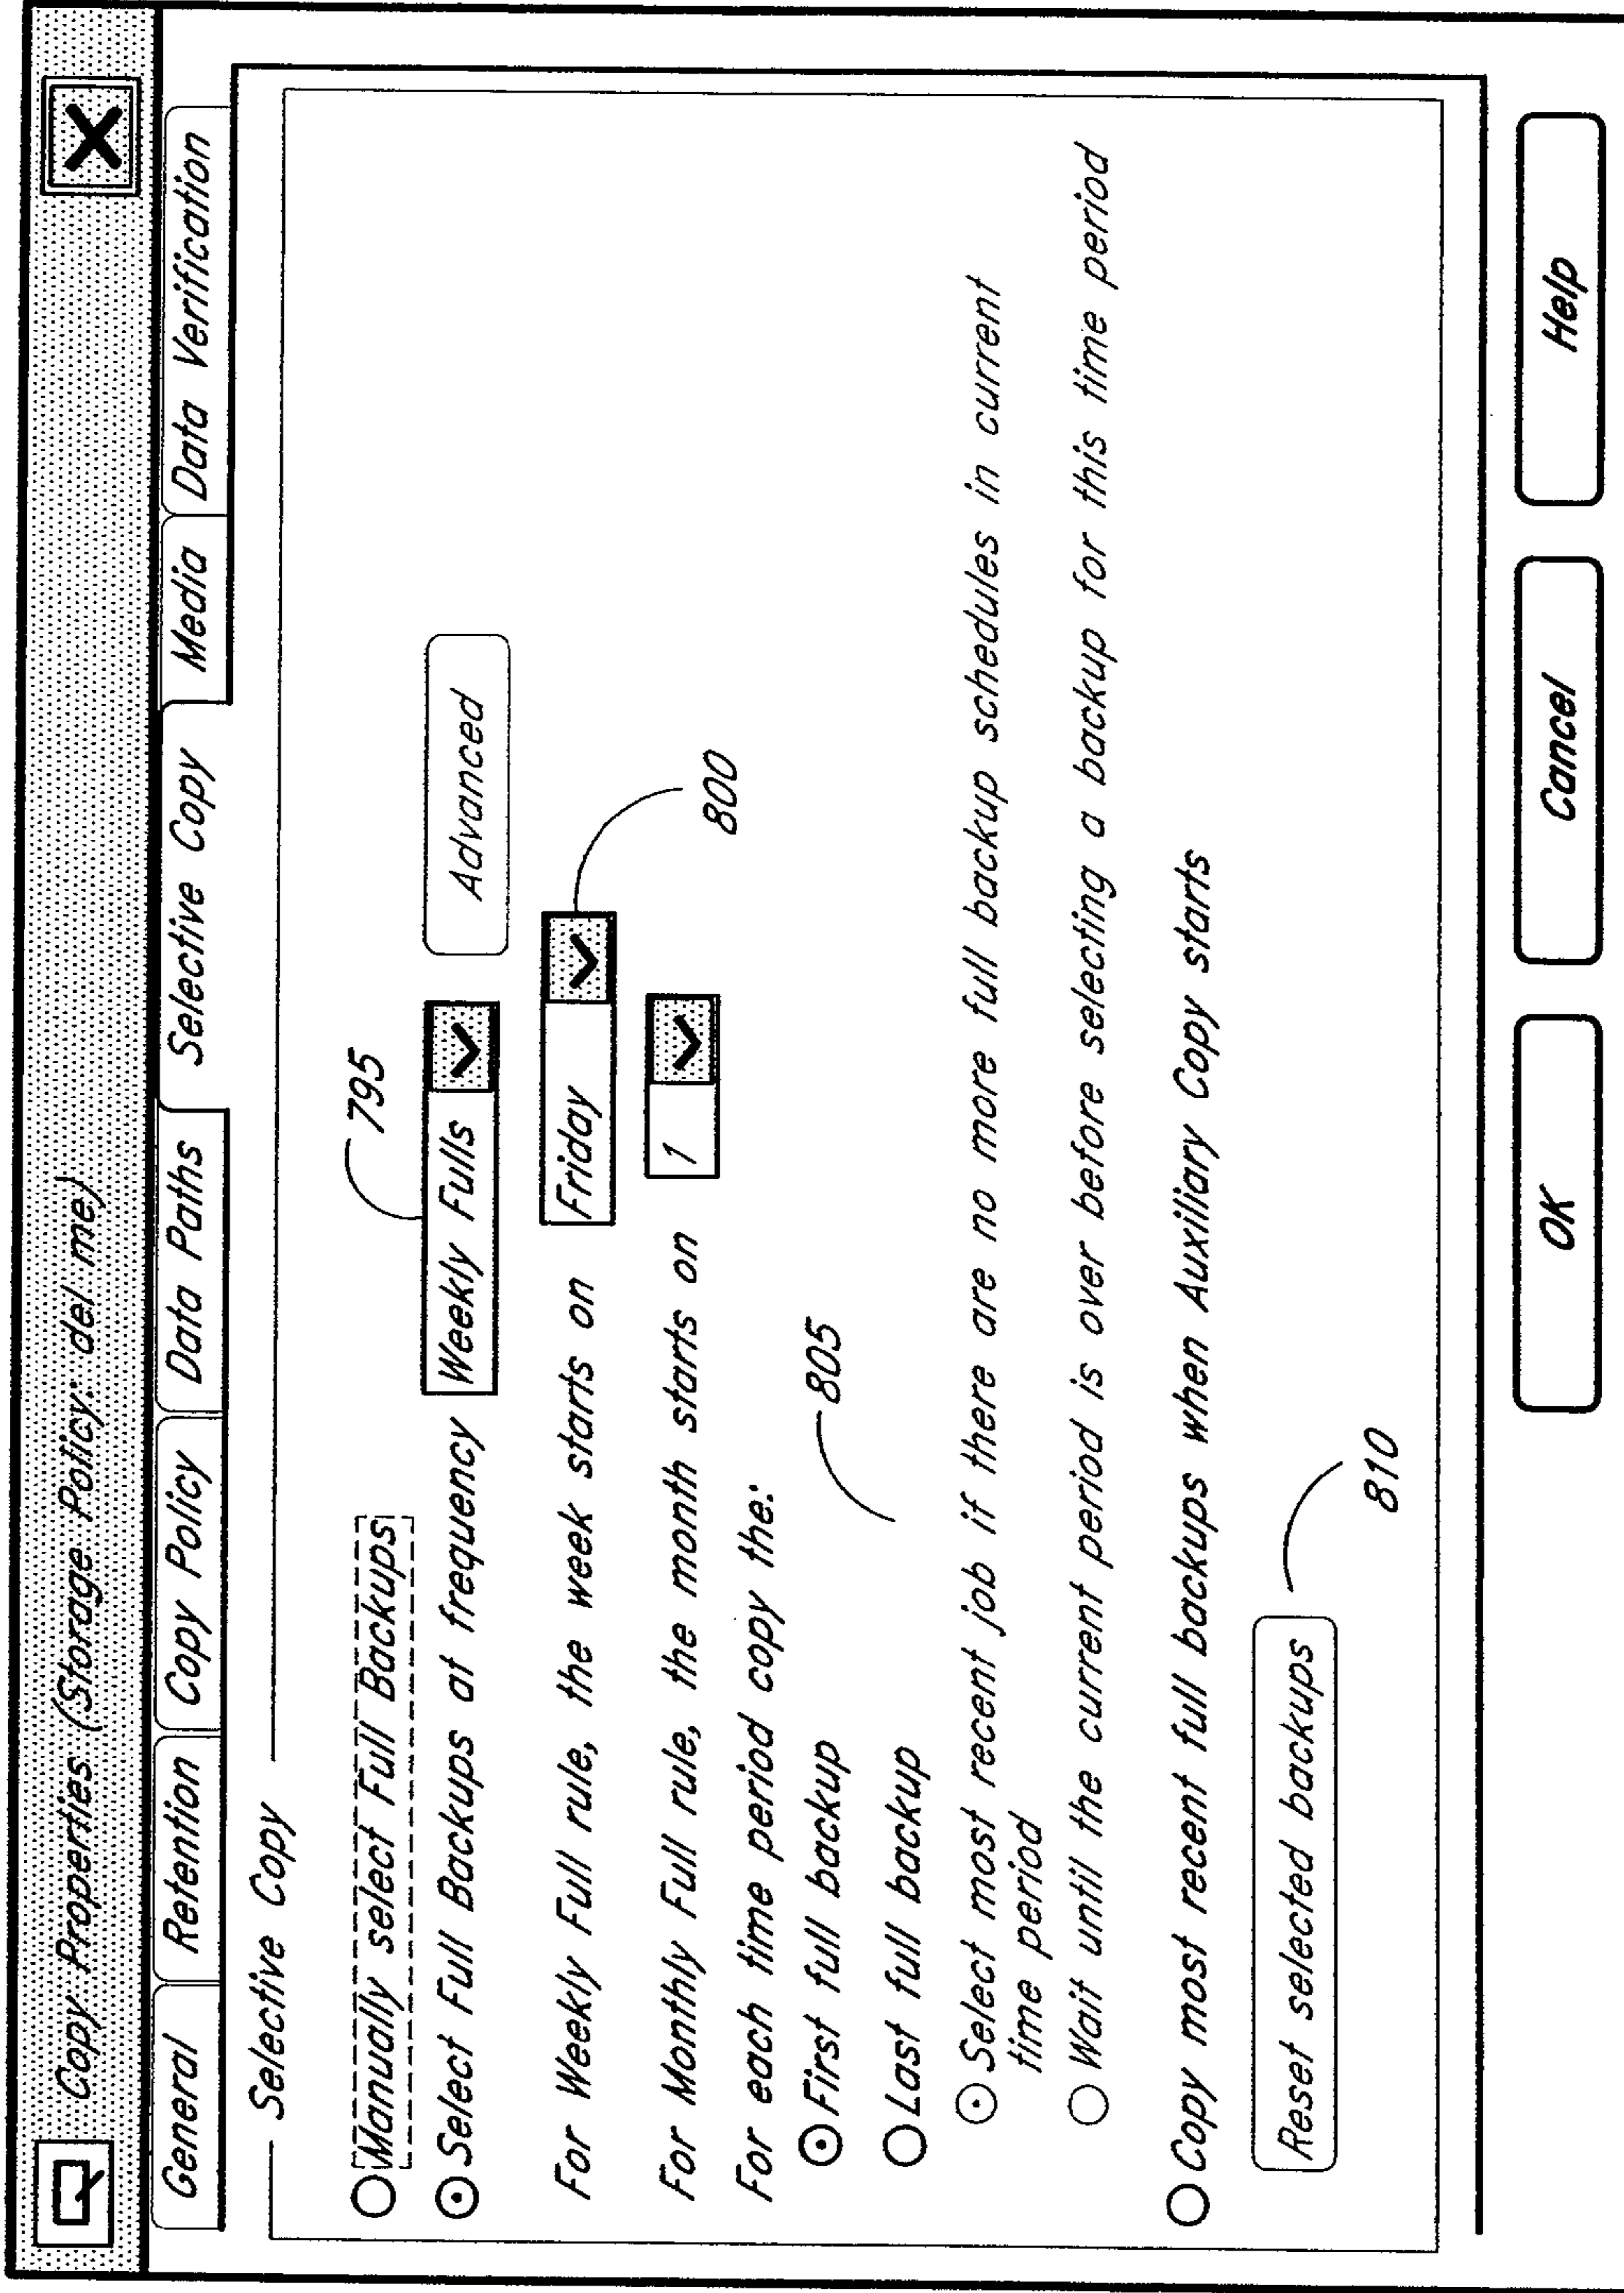 Copy Properties (Storage Policy: del me)
General Retention Copy Policy Data Paths Selective Copy Media Data Verification
Selective Copy
795
Manually select Full Backups
Select Full Backups at frequency Weekly Fulls Advanced
For Weekly Full rule, the week starts on Friday
800
For Monthly Full rule, the month starts on 1
For each time period copy the:
805
First full backup
Last full backup
Select most recent job if there are no more full backup schedules in current
time period
Wait until the current period is over before selecting a backup for this time period
Copy most recent full backups when Auxiliary Copy starts
Reset selected backups
810
OK Cancel Help